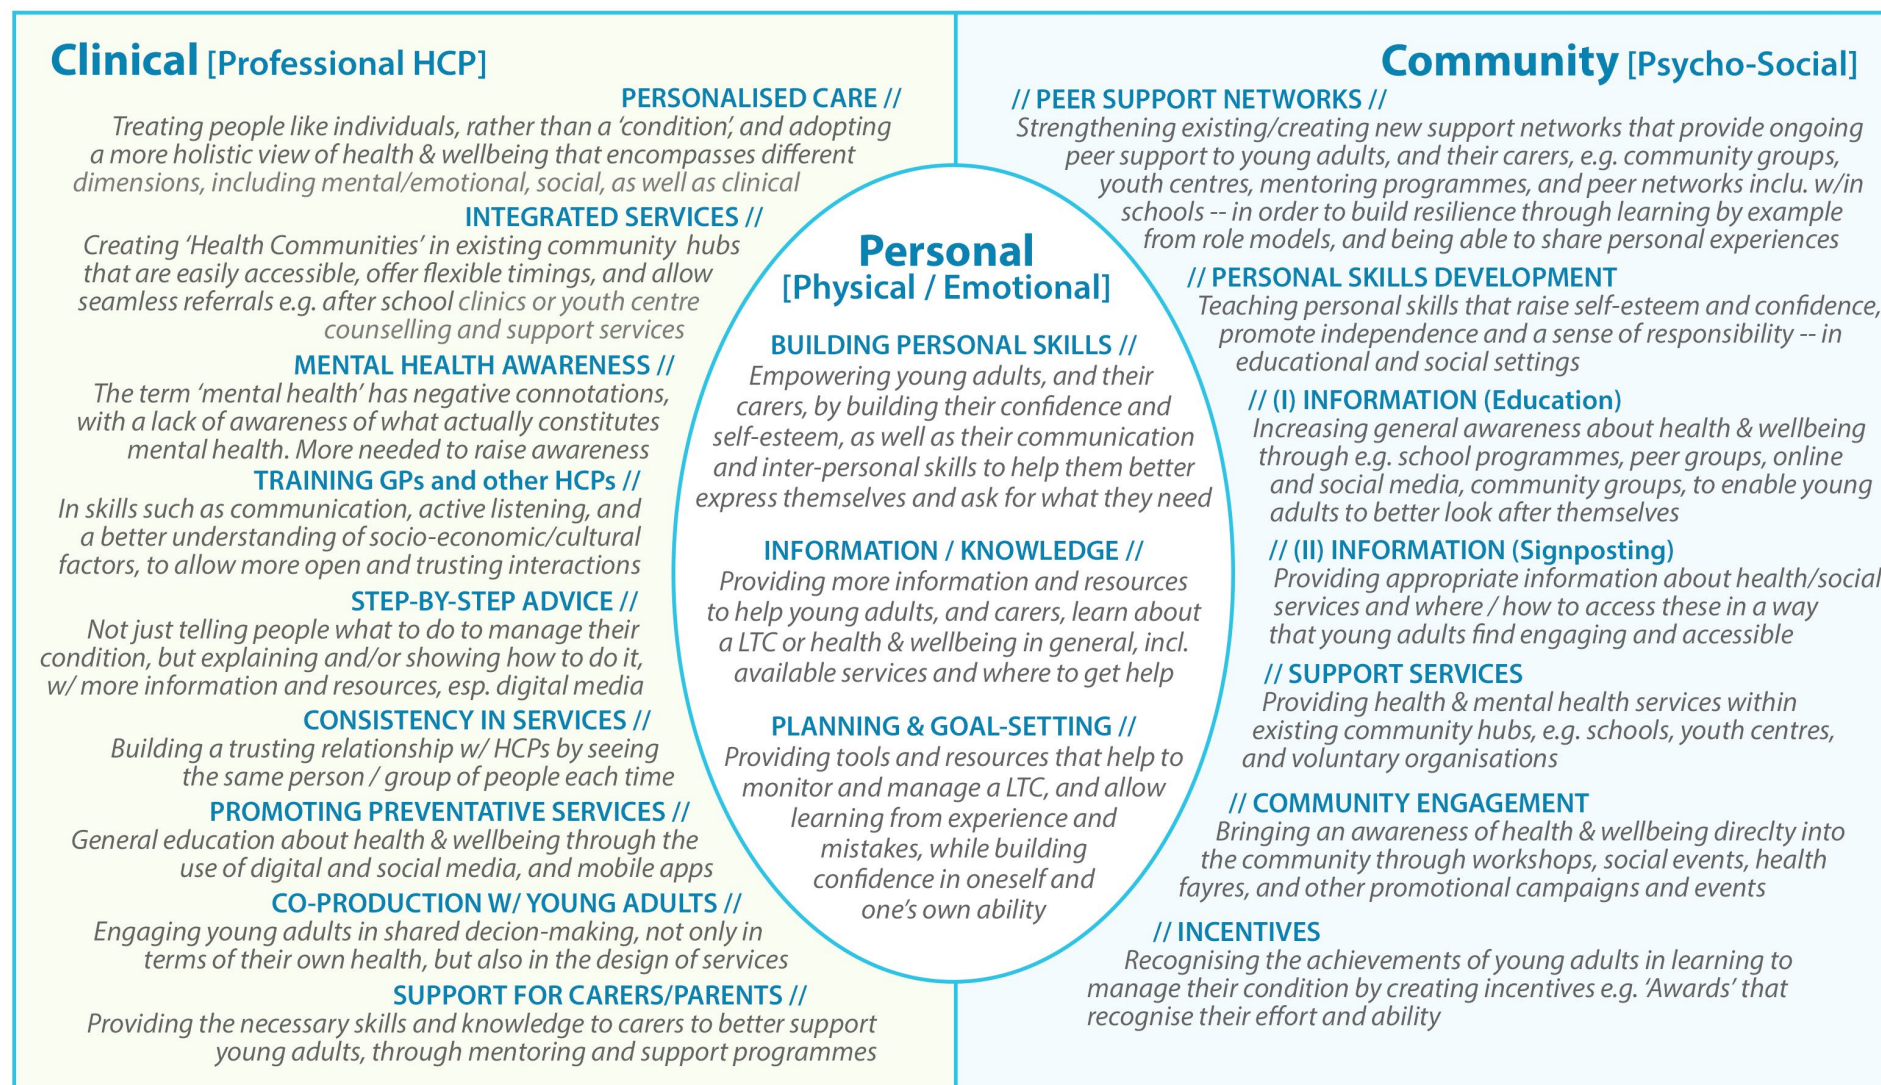 Clinical [Professional HCP]
PERSONALISED CARE //
Treating people like individuals, rather than a ‘condition’, and adopting
a more holistic view of health & wellbeing that encompasses different
dimensions, including mental/emotional, social, as well as clinical
INTEGRATED SERVICES //
Creating ‘Health Communities’ in existing community hubs
that are easily accessible, offer flexible timings, and allow
seamless referrals e.g. after school clinics or youth centre
counselling and support services
MENTAL HEALTH AWARENESS //
The term ‘mental health’ has negative connotations,
with a lack of awareness of what actually constitutes
mental health. More needed to raise awareness
TRAINING GPs and other HCPs //
In skills such as communication, active listening, and
a better understanding of socio-economic/cultural
factors, to allow more open and trusting interactions
STEP-BY-STEP ADVICE //
Not just telling people what to do to manage their
condition, but explaining and/or showing how to do it,
w/ more information and resources, esp. digital media
CONSISTENCY IN SERVICES //
Building a trusting relationship w/ HCPs by seeing
the same person / group of people each time
PROMOTING PREVENTATIVE SERVICES //
General education about health & wellbeing through the
use of digital and social media, and mobile apps
CO-PRODUCTION W/ YOUNG ADULTS //
Engaging young adults in shared decion-making, not only in
terms of their own health, but also in the design of services
SUPPORT FOR CARERS/PARENTS //
Providing the necessary skills and knowledge to carers to better support
young adults, through mentoring and support programmes
Personal
[Physical / Emotional]
BUILDING PERSONAL SKILLS //
Empowering young adults, and their
carers, by building their confidence and
self-esteem, as well as their communication
and inter-personal skills to help them better
express themselves and ask for what they need
INFORMATION / KNOWLEDGE //
Providing more information and resources
to help young adults, and carers, learn about
a LTC or health & wellbeing in general, incl.
available services and where to get help
PLANNING & GOAL-SETTING //
Providing tools and resources that help to
monitor and manage a LTC, and allow
learning from experience and
mistakes, while building
confidence in oneself and
one’s own ability
Community [Psycho-Social]
// PEER SUPPORT NETWORKS //
Strengthening existing/creating new support networks that provide ongoing
peer support to young adults, and their carers, e.g. community groups,
youth centres, mentoring programmes, and peer networks inclu. w/in
schools -- in order to build resilience through learning by example
from role models, and being able to share personal experiences
// PERSONAL SKILLS DEVELOPMENT
Teaching personal skills that raise self-esteem and confidence,
promote independence and a sense of responsibility -- in
educational and social settings
// (I) INFORMATION (Education)
Increasing general awareness about health & wellbeing
through e.g. school programmes, peer groups, online
and social media, community groups, to enable young
adults to better look after themselves
// (II) INFORMATION (Signposting)
Providing appropriate information about health/social
services and where / how to access these in a way
that young adults find engaging and accessible
// SUPPORT SERVICES
Providing health & mental health services within
existing community hubs, e.g. schools, youth centres,
and voluntary organisations
// COMMUNITY ENGAGEMENT
Bringing an awareness of health & wellbeing direclty into
the community through workshops, social events, health
fayres, and other promotional campaigns and events
// INCENTIVES
Recognising the achievements of young adults in learning to
manage their condition by creating incentives e.g. ‘Awards’ that
recognise their effort and ability